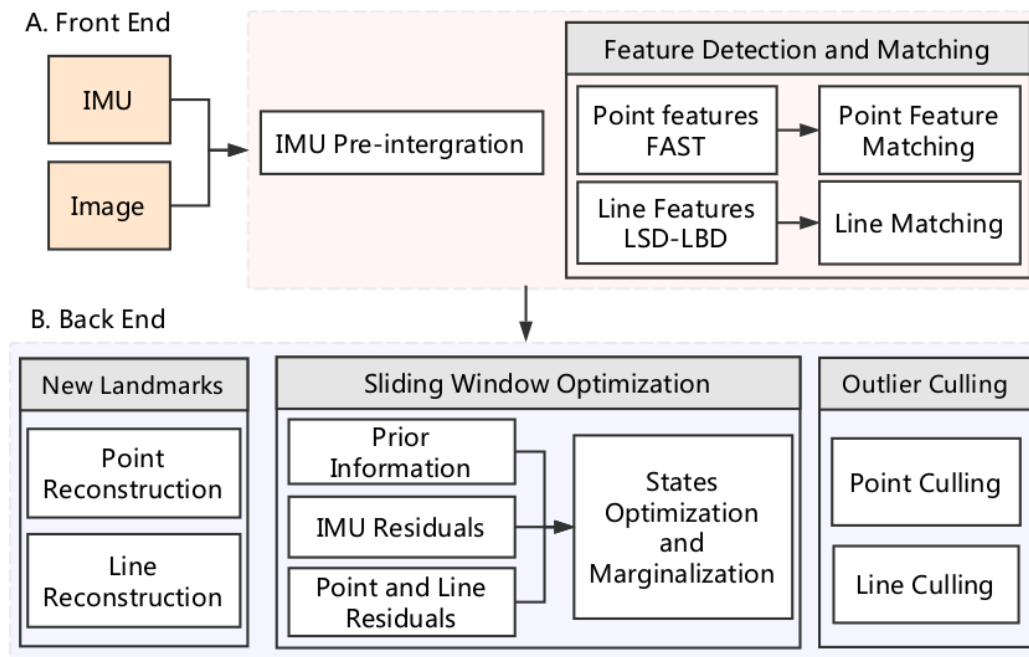 A. Front End
IMU
Image
IMU Pre-intergration
Feature Detection and Matching
Point features
FAST
Point Feature
Matching
Line Features
LSD-LBD
Line Matching
B. Back End
New Landmarks
Point
Reconstruction
Line
Reconstruction
Sliding Window Optimization
Prior
Information
IMU Residuals
Point and Line
Residuals
States
Optimization
and
Marginalization
Outlier Culling
Point Culling
Line Culling